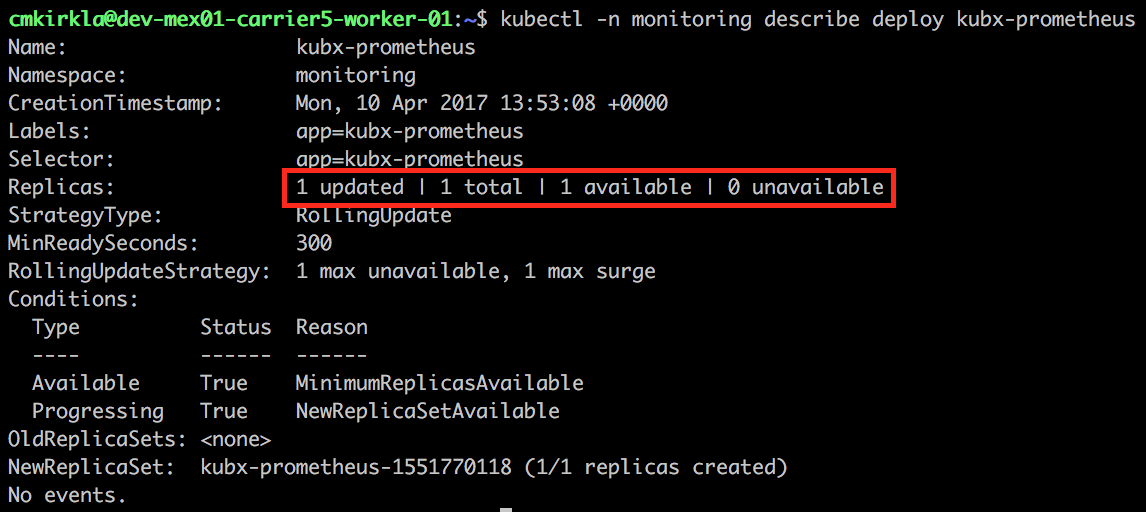 cmkirkla@dev-mex01-carrier5-worker-01:~$ kubectl -n monitoring describe deploy kubx-prometheus
Name: kubx-prometheus
Namespace: monitoring
CreationTimestamp: Mon, 10 Apr 2017 13:53:08 +0000
Labels: app=kubx-prometheus
Selector: app=kubx-prometheus
Replicas: 1 updated | 1 total | 1 available | 0 unavailable
StrategyType: RollingUpdate
MinReadySeconds: 300
RollingUpdateStrategy: 1 max unavailable, 1 max surge
Conditions:
Type Status Reason
---- ------ ------
Available True MinimumReplicasAvailable
Progressing True NewReplicaSetAvailable
OldReplicaSets: <none>
NewReplicaSet: kubx-prometheus-1551770118 (1/1 replicas created)
No events.